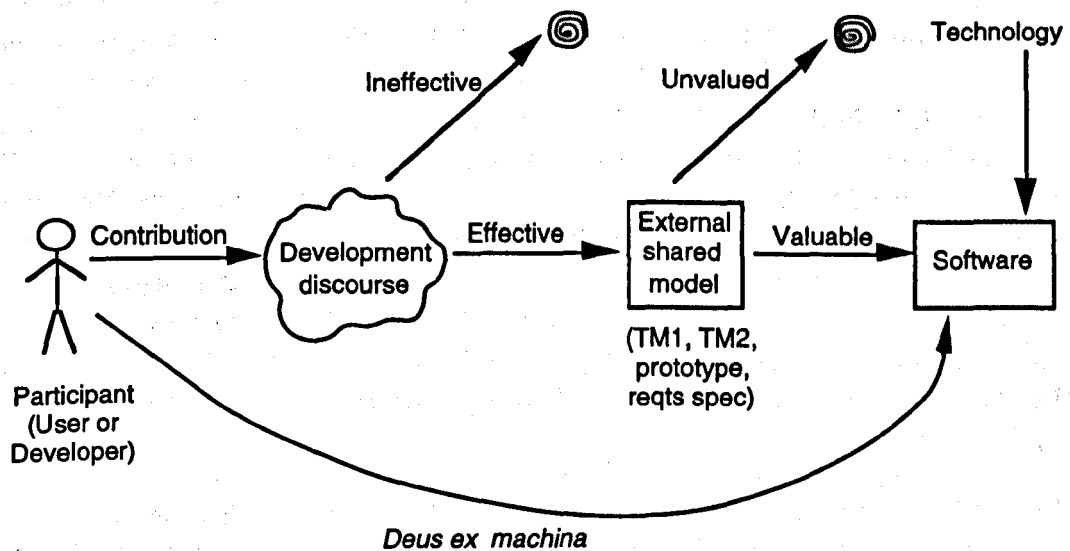 Technology
Ineffective
Unvalued
Contribution
Development
discourse
Effective
External
shared
model
Valuable
Software
(TM1, TM2,
prototype,
reqts spec)
Participant
(User or
Developer)
Deus ex machina